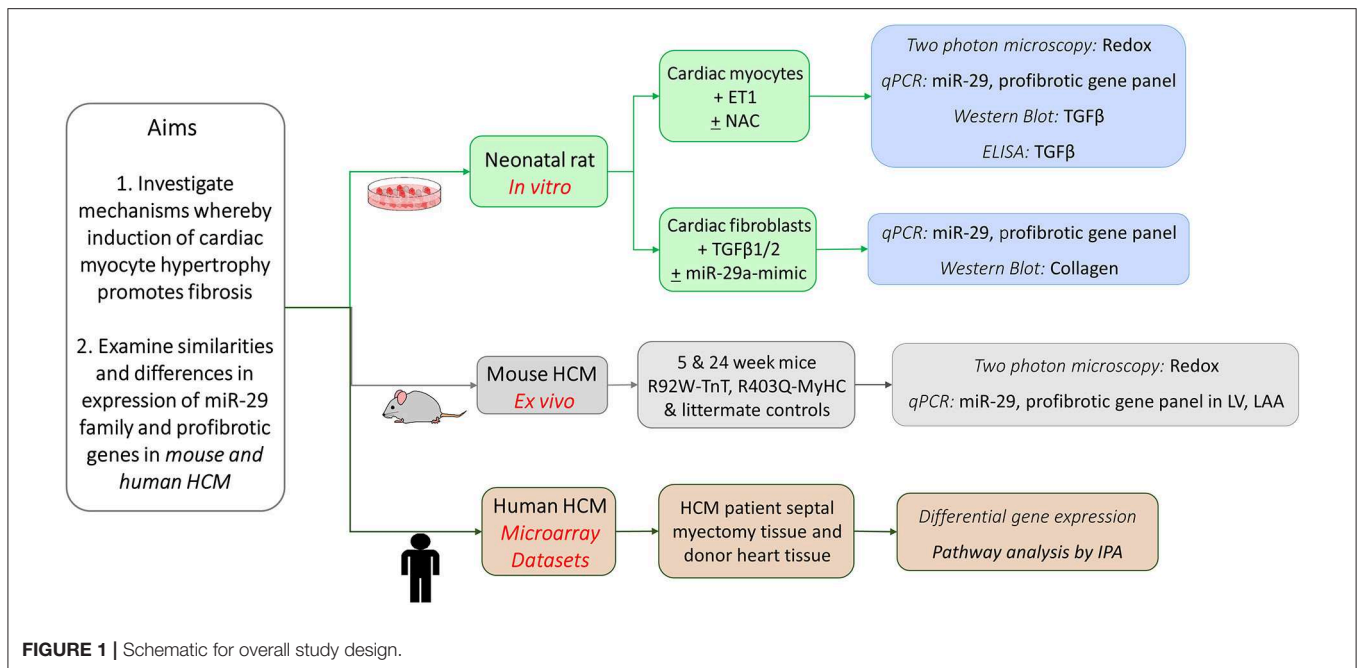 Aims
1. Investigate
mechanisms whereby
induction of cardiac
myocyte hypertrophy
promotes fibrosis
2. Examine similarities
and differences in
expression of miR-29
family and profibrotic
genes in mouse and
human HCM
Neonatal rat
In vitro
Cardiac myocytes
+ ET1
± NAC
Two photon microscopy: Redox
qPCR: miR-29, profibrotic gene panel
Western Blot: TGFβ
ELISA: TGFβ
Cardiac fibroblasts
+ TGFβ1/2
± miR-29a-mimic
qPCR: miR-29, profibrotic gene panel
Western Blot: Collagen
Mouse HCM
Ex vivo
5 & 24 week mice
R92W-TnT, R403Q-MyHC
& littermate controls
Two photon microscopy: Redox
qPCR: miR-29, profibrotic gene panel in LV, LAA
Human HCM
Microarray
Datasets
HCM patient septal
myectomy tissue and
donor heart tissue
Differential gene expression
Pathway analysis by IPA
FIGURE 1 | Schematic for overall study design.